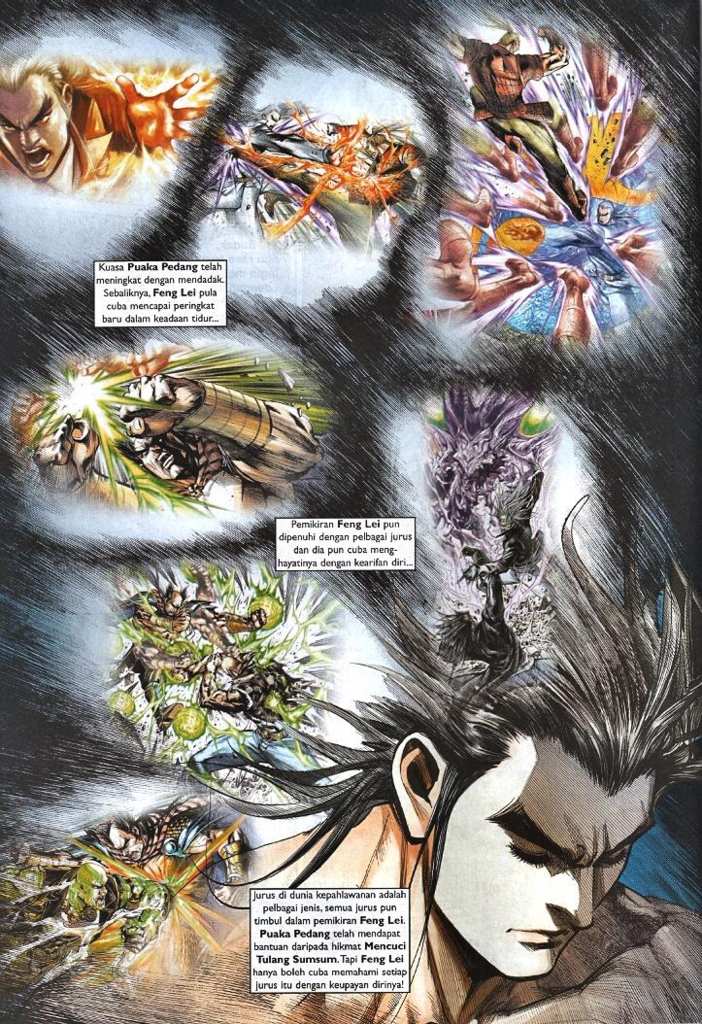 Kuasa Puaka Pedang telah
meningkat dengan mendadak.
Sebaliknya, Feng Lei pula
cuba mencapai peringkat
baru dalam keadaan tidur...
Pemikiran Feng Lei pun
dipenuhi dengan pelbagai jurus
dan dia pun cuba meng-
hayatinya dengan kearifan diri...
Jurus di dunia kepahlawanan adalah
pelbagai jenis, semua jurus pun
timbul dalam pemikiran Feng Lei.
Puaka Pedang telah mendapat
bantuan daripada hikmat Mencuci
Tulang Sumsum. Tapi Feng Lei
hanya boleh cuba memahami setiap
jurus itu dengan keupayan dirinya!